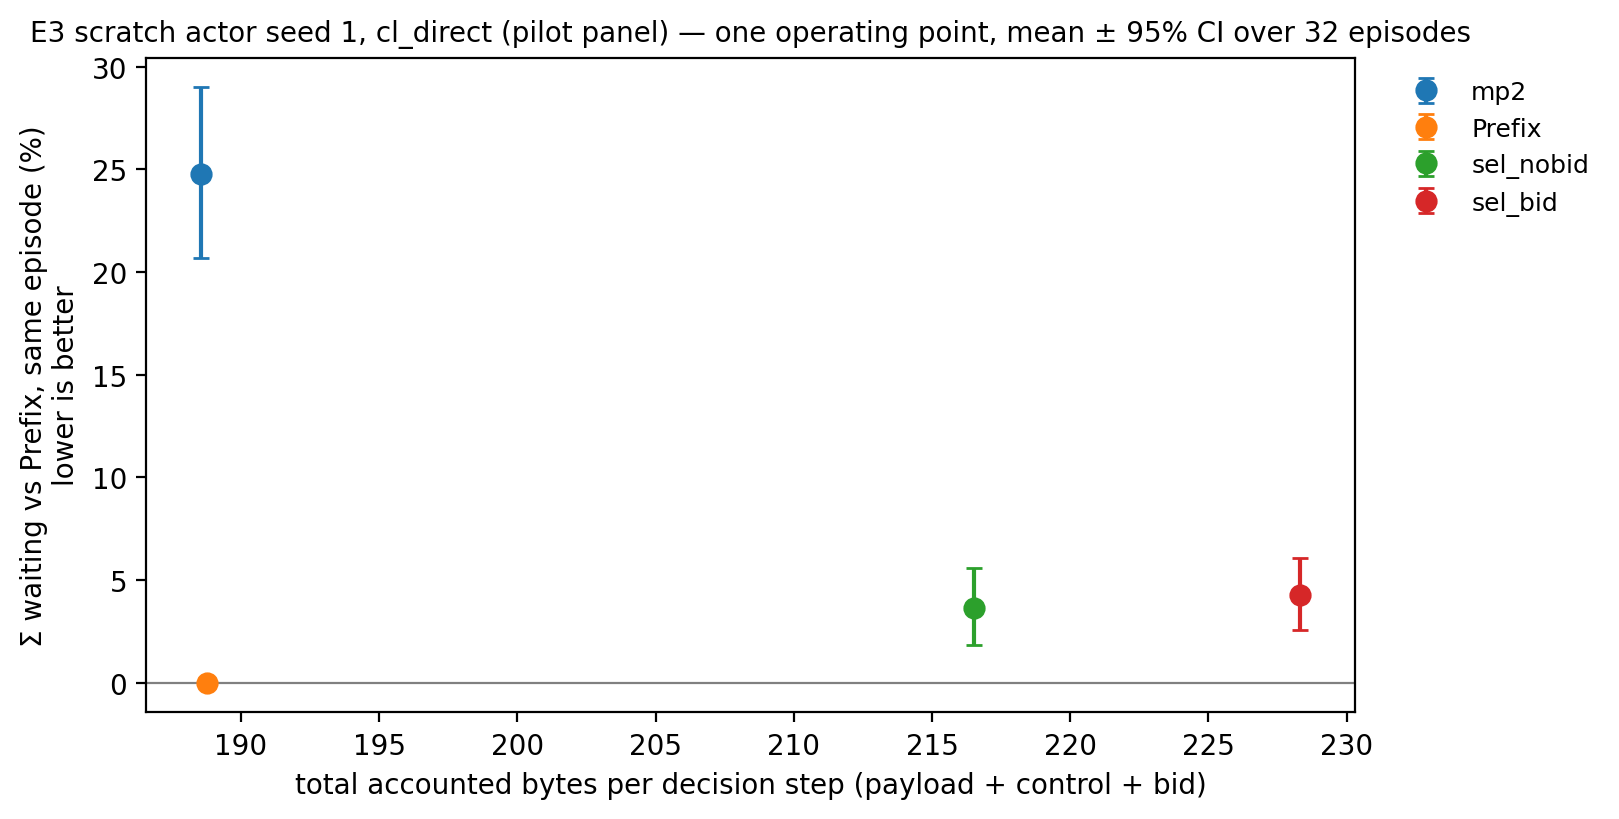 E3 scratch actor seed 1, cl_direct (pilot panel) — one operating point, mean ± 95% CI over 32 episodes
Σ waiting vs Prefix, same episode (%)
lower is better
30
25
20
15
10
5
0
190
195
200
205
210
215
220
225
230
total accounted bytes per decision step (payload + control + bid)
mp2
Prefix
sel_nobid
sel_bid